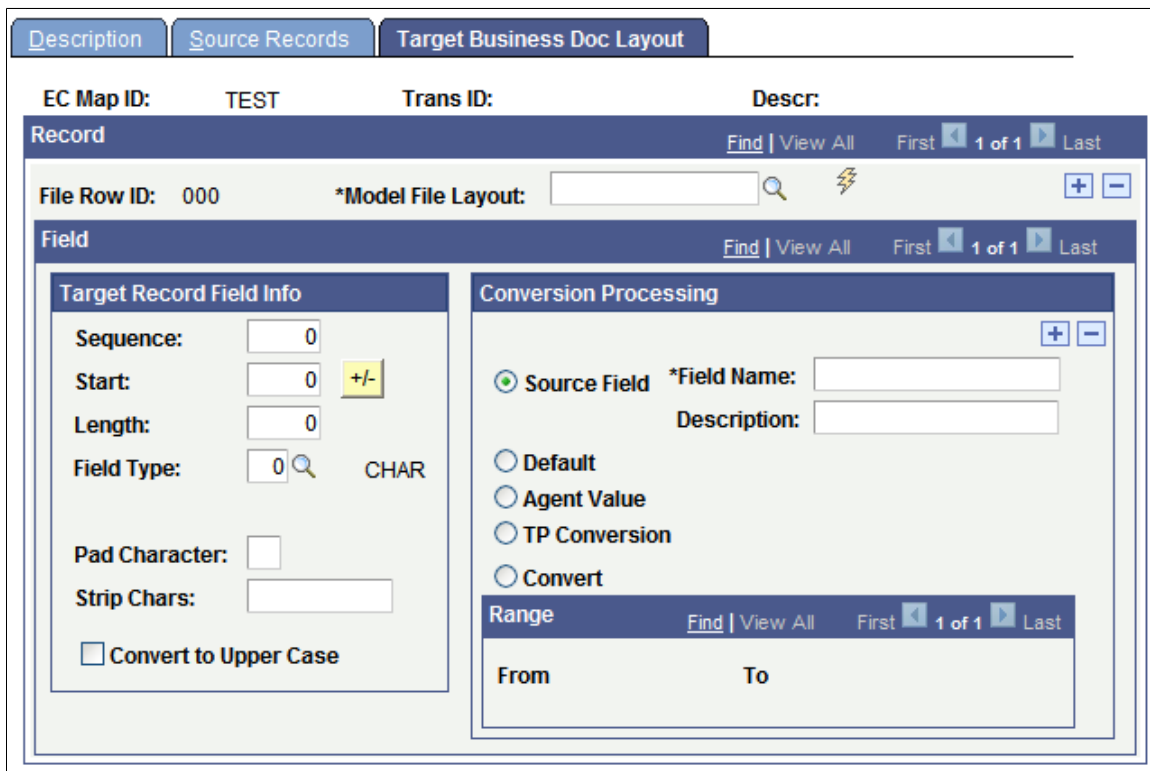 Description Source Records Target Business Doc Layout
EC Map ID: TEST Trans ID: Descr:
Record Find | View All First 1 of 1 Last
File Row ID: 000 *Model File Layout:
Field Find | View All First 1 of 1 Last
Target Record Field Info
Sequence: 0
Start: 0 +/-
Length: 0
Field Type: 0 CHAR
Pad Character:
Strip Chars:
Convert to Upper Case
Conversion Processing
Source Field *Field Name:
Description:
Default
Agent Value
TP Conversion
Convert
Range Find | View All First 1 of 1 Last
From To